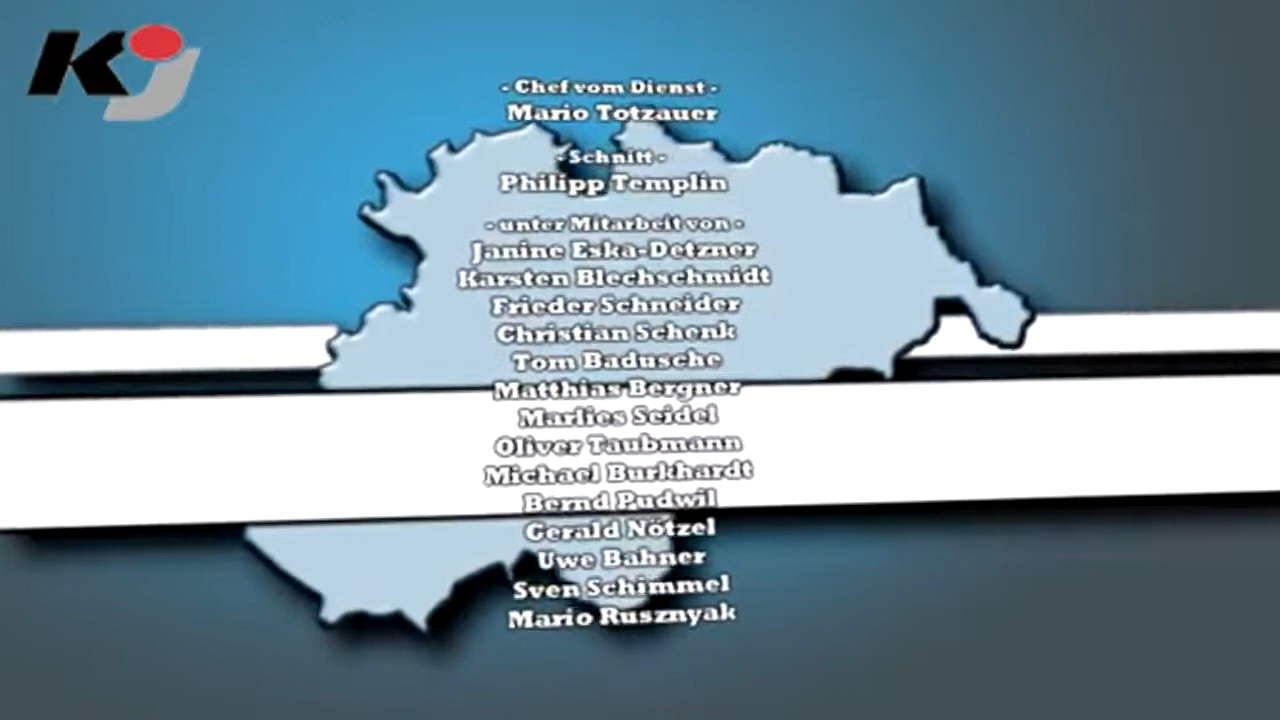 KJ
- Chef vom Dienst -
Mario Totzauer
- Schnitt -
Philipp Templin
- unter Mitarbeit von -
Janine Eska-Detzner
Karsten Blechschmidt
Frieder Schneider
Christian Schenk
Tom Badusche
Matthias Bergner
Marlies Seidel
Oliver Taubmann
Michael Burkhardt
Bernd Pudwil
Gerald Nötzel
Uwe Bahner
Sven Schimmel
Mario Rusznyak